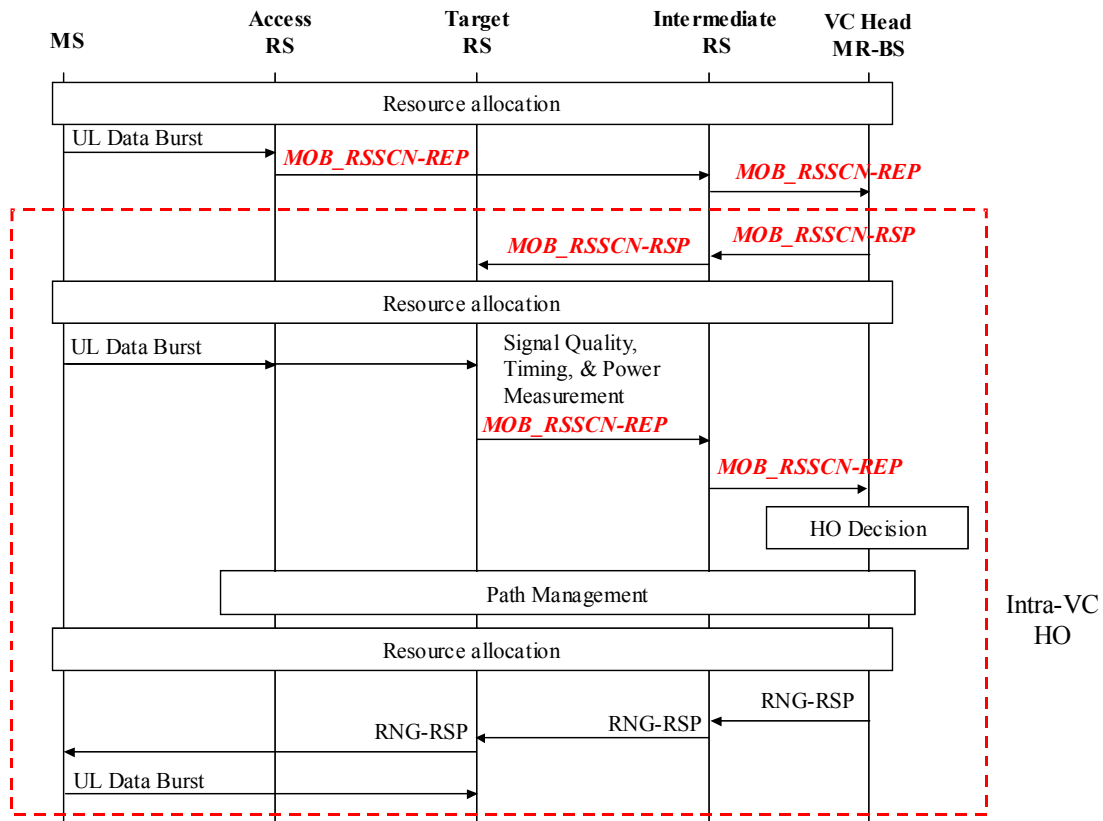 MS
Access
RS
Target
RS
Intermediate
RS
VC Head
MR-BS
Resource allocation
UL Data Burst
MOB_RSSCN-REP
MOB_RSSCN-REP
MOB_RSSCN-RSP
MOB_RSSCN-RSP
Resource allocation
UL Data Burst
Signal Quality,
Timing, & Power
Measurement
MOB_RSSCN-REP
MOB_RSSCN-REP
HO Decision
Path Management
Intra-VC
HO
Resource allocation
RNG-RSP
RNG-RSP
RNG-RSP
UL Data Burst